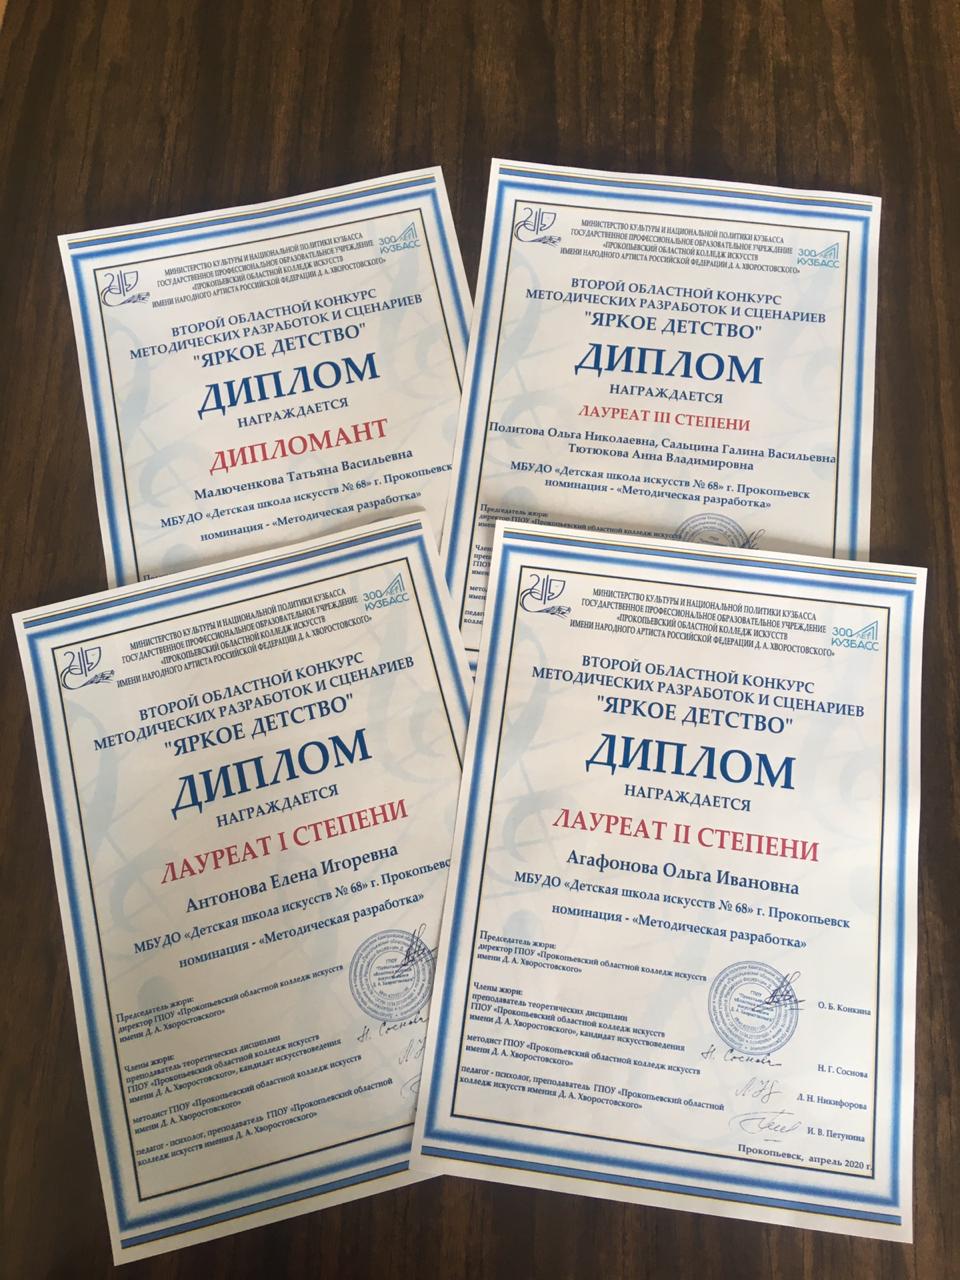 МИНИСТЕРСТВО КУЛЬТУРЫ И НАЦИОНАЛЬНОЙ ПОЛИТИКИ КУЗБАССА
ГОСУДАРСТВЕННОЕ ПРОФЕССИОНАЛЬНОЕ ОБРАЗОВАТЕЛЬНОЕ УЧРЕЖДЕНИЕ
«ПРОКОПЬЕВСКИЙ ОБЛАСТНОЙ КОЛЛЕДЖ ИСКУССТВ
ИМЕНИ НАРОДНОГО АРТИСТА РОССИЙСКОЙ ФЕДЕРАЦИИ Д. А. ХВОРОСТОВСКОГО»
300 ЛЕТ
КУЗБАСС
ВТОРОЙ ОБЛАСТНОЙ КОНКУРС
МЕТОДИЧЕСКИХ РАЗРАБОТОК И СЦЕНАРИЕВ
"ЯРКОЕ ДЕТСТВО"
ДИПЛОМ
НАГРАЖДАЕТСЯ
ДИПЛОМАНТ
Малюченкова Татьяна Васильевна
МБУДО «Детская школа искусств № 68» г. Прокопьевск
номинация - «Методическая разработка»
МИНИСТЕРСТВО КУЛЬТУРЫ И НАЦИОНАЛЬНОЙ ПОЛИТИКИ КУЗБАССА
ГОСУДАРСТВЕННОЕ ПРОФЕССИОНАЛЬНОЕ ОБРАЗОВАТЕЛЬНОЕ УЧРЕЖДЕНИЕ
«ПРОКОПЬЕВСКИЙ ОБЛАСТНОЙ КОЛЛЕДЖ ИСКУССТВ
ИМЕНИ НАРОДНОГО АРТИСТА РОССИЙСКОЙ ФЕДЕРАЦИИ Д. А. ХВОРОСТОВСКОГО»
300 ЛЕТ
КУЗБАСС
ВТОРОЙ ОБЛАСТНОЙ КОНКУРС
МЕТОДИЧЕСКИХ РАЗРАБОТОК И СЦЕНАРИЕВ
"ЯРКОЕ ДЕТСТВО"
ДИПЛОМ
НАГРАЖДАЕТСЯ
ЛАУРЕАТ III СТЕПЕНИ
Политова Ольга Николаевна, Сальцина Галина Васильевна
Тютюкова Анна Владимировна
МБУДО «Детская школа искусств № 68» г. Прокопьевск
номинация - «Методическая разработка»
Председатель жюри:
директор ГПОУ «Прокопьевский областной колледж искусств
МИНИСТЕРСТВО КУЛЬТУРЫ И НАЦИОНАЛЬНОЙ ПОЛИТИКИ КУЗБАССА
ГОСУДАРСТВЕННОЕ ПРОФЕССИОНАЛЬНОЕ ОБРАЗОВАТЕЛЬНОЕ УЧРЕЖДЕНИЕ
«ПРОКОПЬЕВСКИЙ ОБЛАСТНОЙ КОЛЛЕДЖ ИСКУССТВ
ИМЕНИ НАРОДНОГО АРТИСТА РОССИЙСКОЙ ФЕДЕРАЦИИ Д. А. ХВОРОСТОВСКОГО»
300 ЛЕТ
КУЗБАСС
ВТОРОЙ ОБЛАСТНОЙ КОНКУРС
МЕТОДИЧЕСКИХ РАЗРАБОТОК И СЦЕНАРИЕВ
"ЯРКОЕ ДЕТСТВО"
ДИПЛОМ
НАГРАЖДАЕТСЯ
ЛАУРЕАТ I СТЕПЕНИ
Антонова Елена Игоревна
МБУДО «Детская школа искусств № 68» г. Прокопьевс
номинация - «Методическая разработка»
Председатель жюри:
директор ГПОУ «Прокопьевский областной колледж искусств
имени Д. А. Хворостовского»
Члены жюри:
преподаватель теоретических дисциплин
ГПОУ «Прокопьевский областной колледж искусств
имени Д. А. Хворостовского», кандидат искусствоведения
методист ГПОУ «Прокопьевский областной колледж искусств
имени Д. А. Хворостовского»
педагог - психолог, преподаватель ГПОУ «Прокопьевский областной
колледж искусств имени Д. А. Хворостовского»
МИНИСТЕРСТВО КУЛЬТУРЫ И НАЦИОНАЛЬНОЙ ПОЛИТИКИ КУЗБАССА
ГОСУДАРСТВЕННОЕ ПРОФЕССИОНАЛЬНОЕ ОБРАЗОВАТЕЛЬНОЕ УЧРЕЖДЕНИЕ
«ПРОКОПЬЕВСКИЙ ОБЛАСТНОЙ КОЛЛЕДЖ ИСКУССТВ
ИМЕНИ НАРОДНОГО АРТИСТА РОССИЙСКОЙ ФЕДЕРАЦИИ Д. А. ХВОРОСТОВСКОГО»
300 ЛЕТ
КУЗБАСС
ВТОРОЙ ОБЛАСТНОЙ КОНКУРС
МЕТОДИЧЕСКИХ РАЗРАБОТОК И СЦЕНАРИЕВ
"ЯРКОЕ ДЕТСТВО"
ДИПЛОМ
НАГРАЖДАЕТСЯ
ЛАУРЕАТ II СТЕПЕНИ
Агафонова Ольга Ивановна
МБУДО «Детская школа искусств № 68» г. Прокопьевск
номинация - «Методическая разработка»
Председатель жюри:
директор ГПОУ «Прокопьевский областной колледж искусств
имени Д. А. Хворостовского»
О. Б. Конкина
Члены жюри:
преподаватель теоретических дисциплин
ГПОУ «Прокопьевский областной колледж искусств
имени Д. А. Хворостовского», кандидат искусствоведения
Н. Г. Соснова
методист ГПОУ «Прокопьевский областной колледж искусств
имени Д. А. Хворостовского»
Л. Н. Никифорова
педагог - психолог, преподаватель ГПОУ «Прокопьевский областной
колледж искусств имени Д. А. Хворостовского»
И. В. Петунина
Прокопьевск, апрель 2020 г.